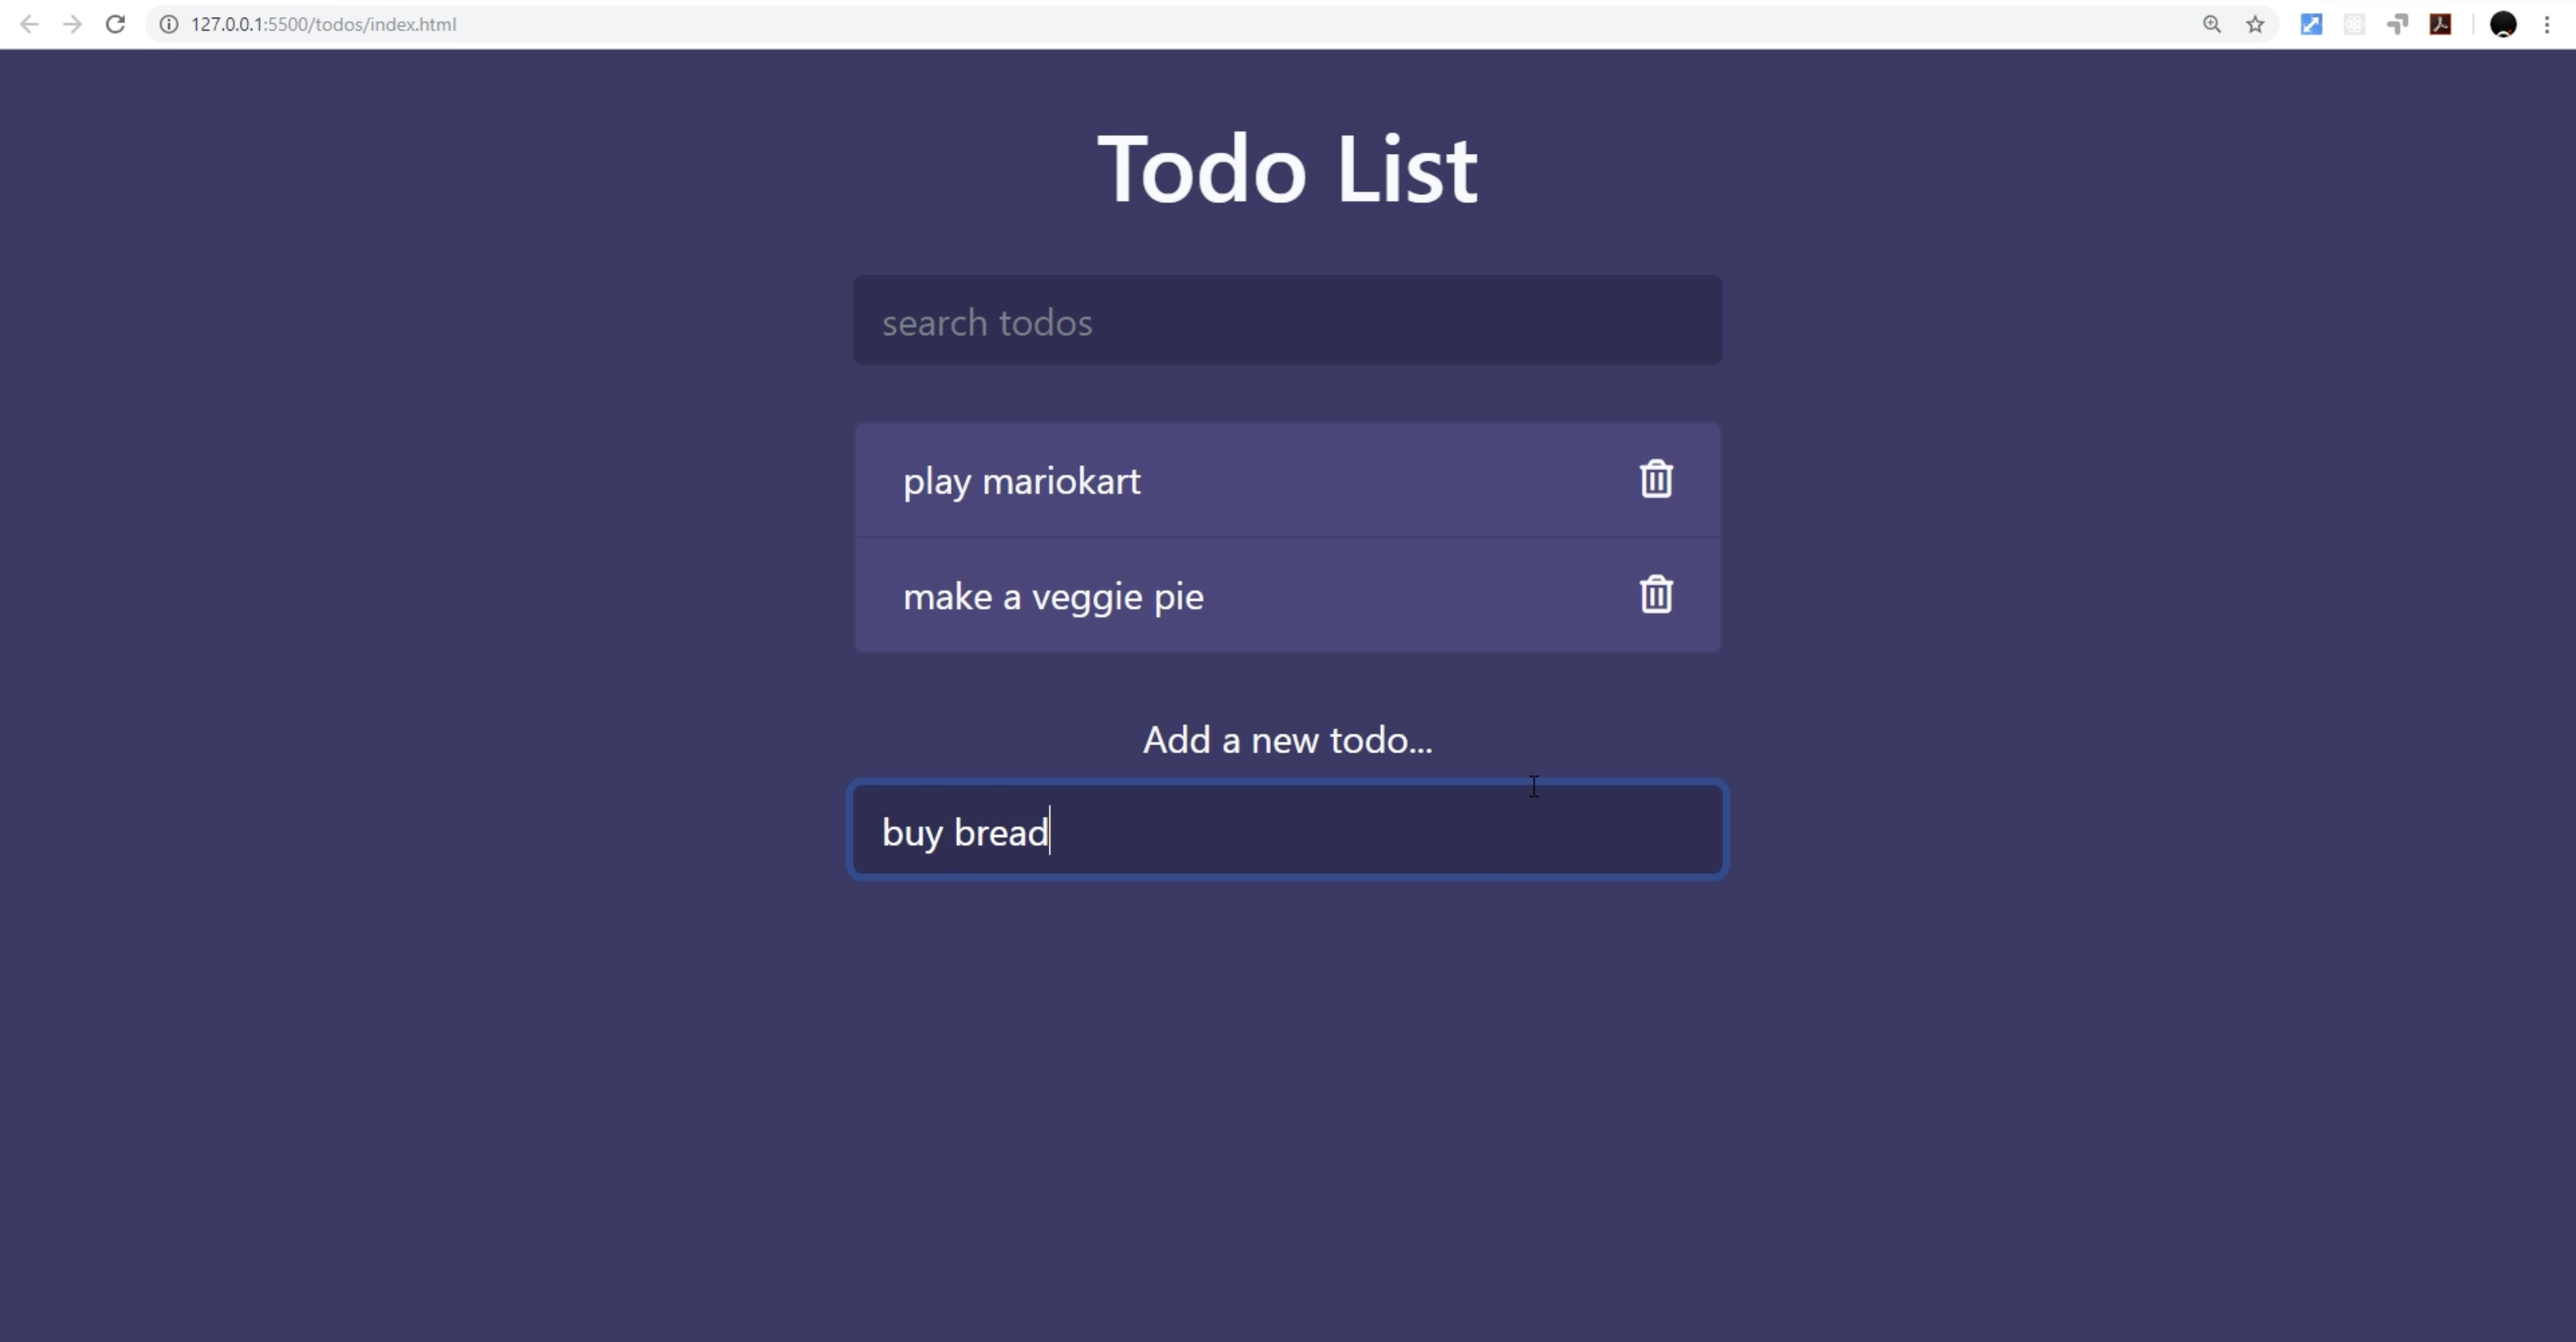 127.0.0.1:5500/todos/index.html
Todo List
search todos
play mariokart
make a veggie pie
Add a new todo...
buy bread